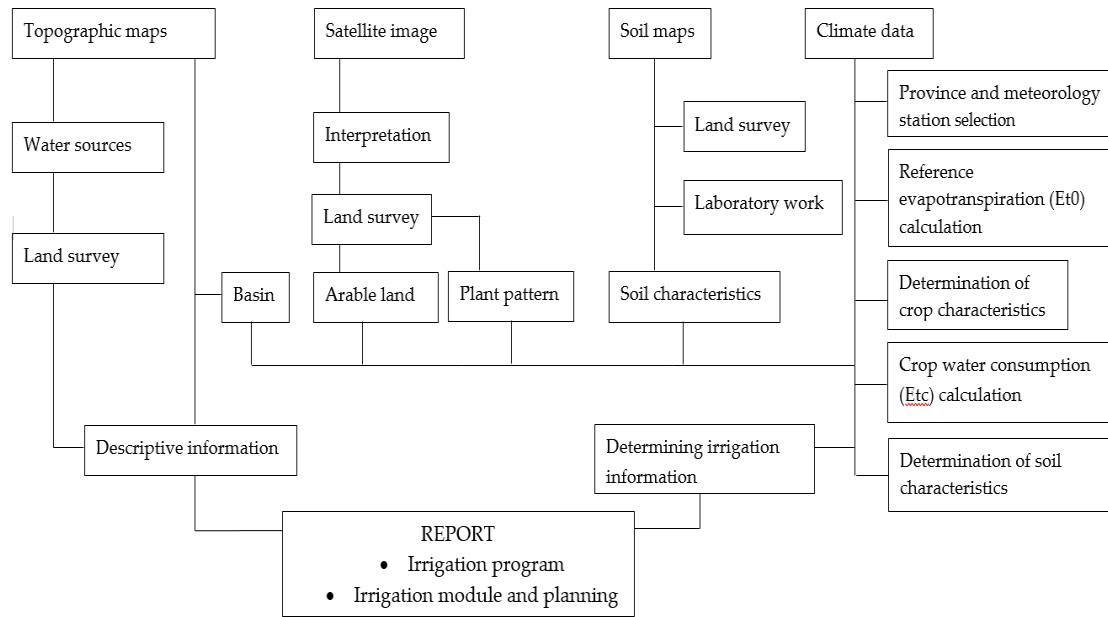 Topographic maps
Satellite image
Soil maps
Climate data
Province and meteorology
station selection
Water sources
Interpretation
Land survey
Reference
evapotranspiration (Et0)
calculation
Laboratory work
Land survey
Land survey
Basin
Arable land
Plant pattern
Soil characteristics
Determination of
crop characteristics
Crop water consumption
(Etc) calculation
Descriptive information
Determining irrigation
information
Determination of soil
characteristics
REPORT
• Irrigation program
• Irrigation module and planning